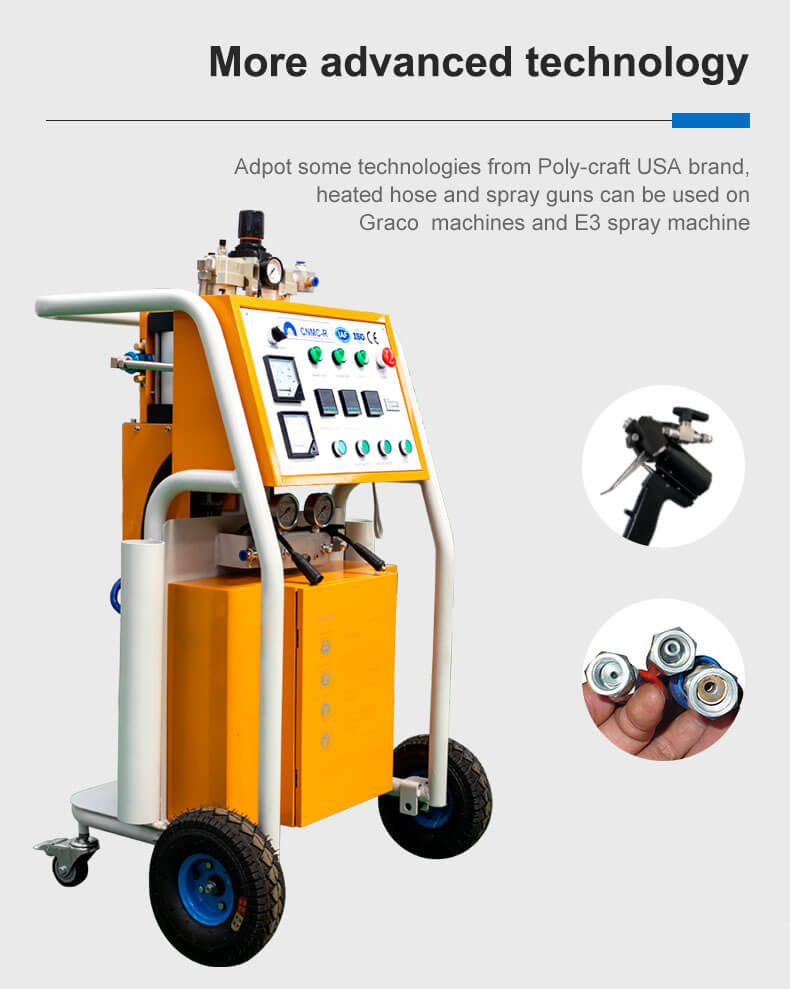 More advanced technology
Adpot some technologies from Poly-craft USA brand,
heated hose and spray guns can be used on
Graco machines and E3 spray machine
CNMC-R IAF ISO CE